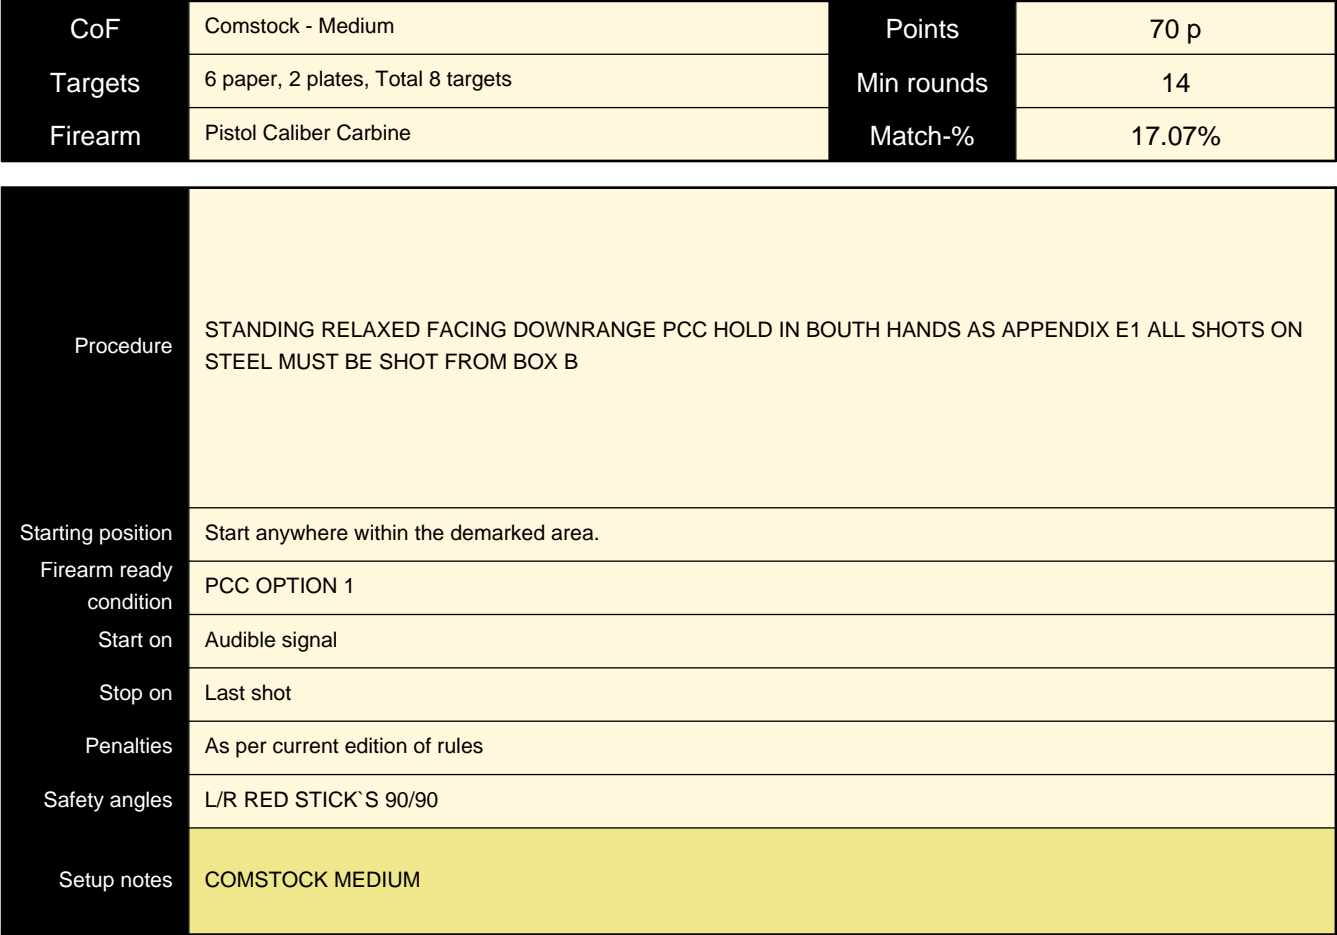 CoF Comstock - Medium Points 70 p
Targets 6 paper, 2 plates, Total 8 targets Min rounds 14
Firearm Pistol Caliber Carbine Match-% 17.07%
Procedure STANDING RELAXED FACING DOWNRANGE PCC HOLD IN BOUTH HANDS AS APPENDIX E1 ALL SHOTS ON
STEEL MUST BE SHOT FROM BOX B
Starting position Start anywhere within the demarked area.
Firearm ready
condition PCC OPTION 1
Start on Audible signal
Stop on Last shot
Penalties As per current edition of rules
Safety angles L/R RED STICK`S 90/90
Setup notes COMSTOCK MEDIUM